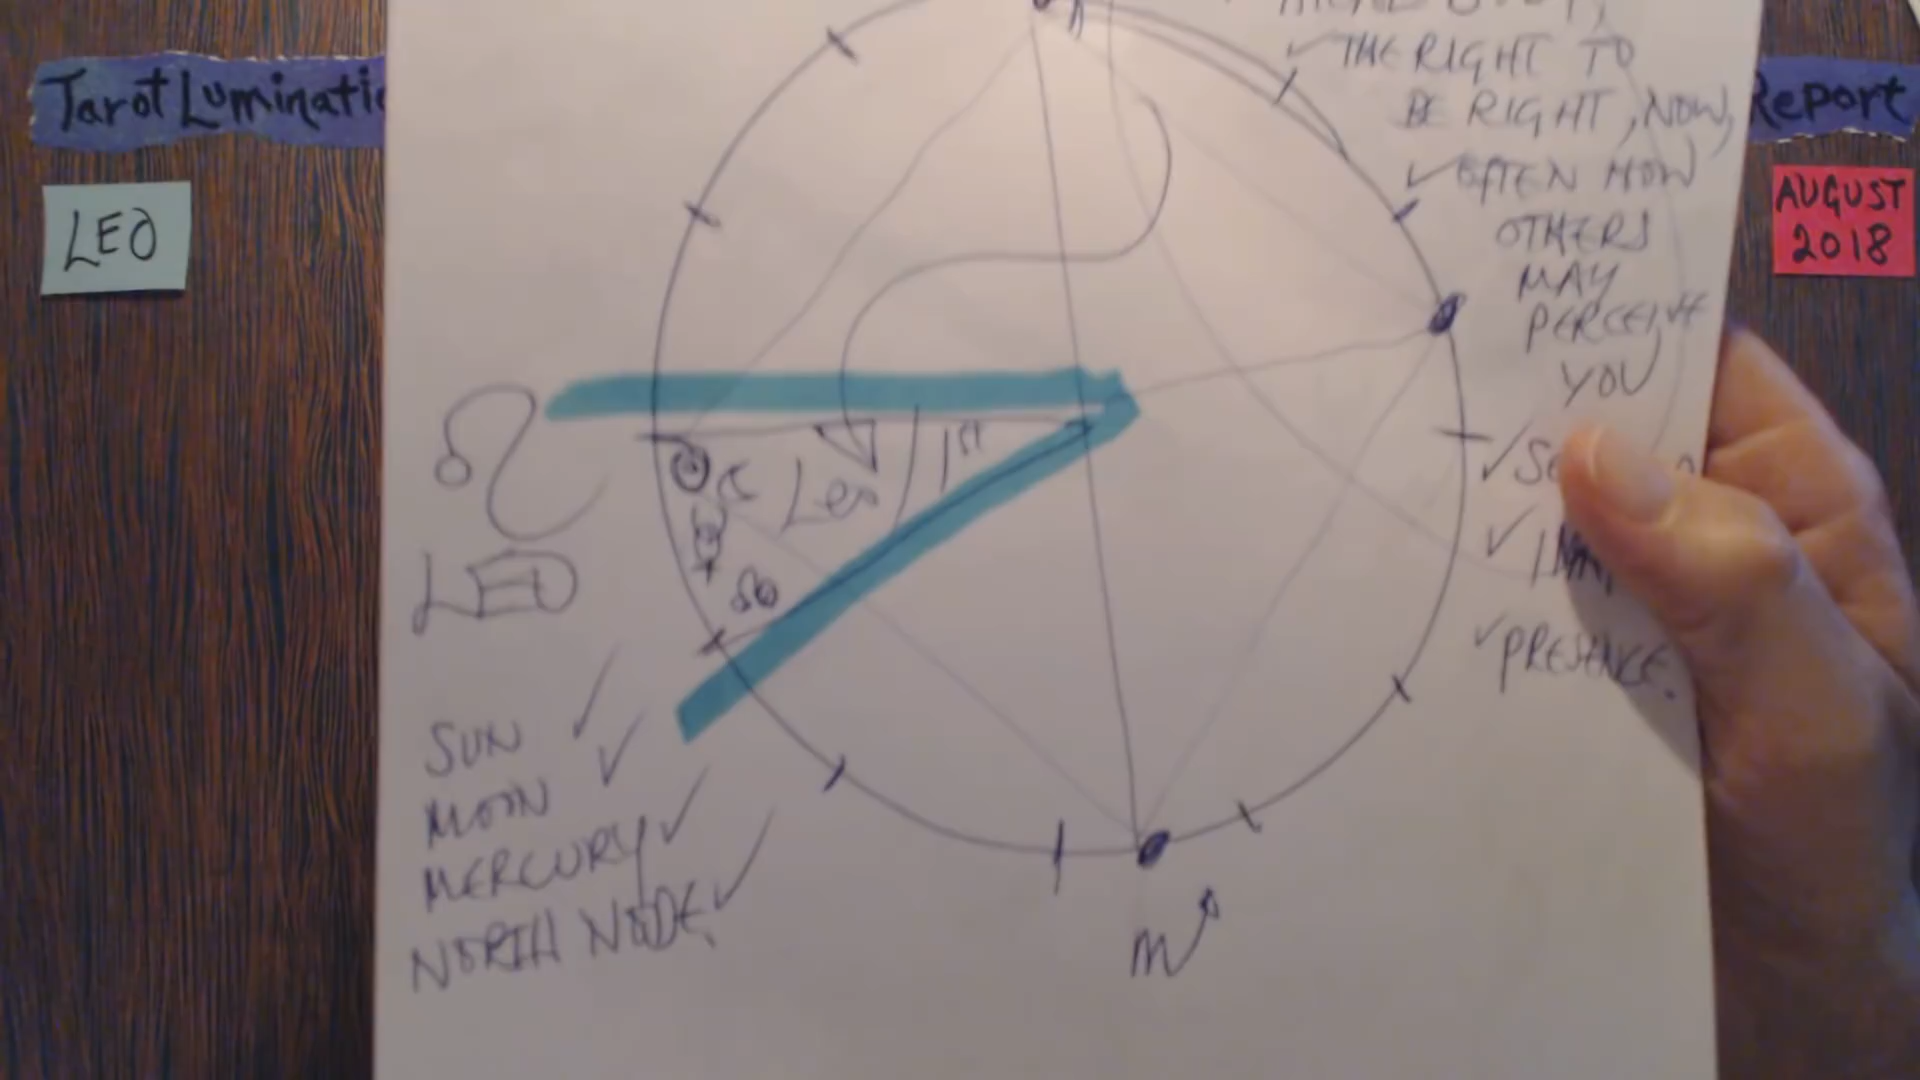 Tarot Luminati
Report
LEO
AUGUST
2018
✓ THE RIGHT TO
BE RIGHT, NOW,
✓ OFTEN HOW
OTHERS
MAY
PERCEIVE
YOU
✓
✓
✓ PRESENCE.
♌
LEO
☉ ☾ Leo 1st
☿
☊
SUN ✓
MOON ✓
MERCURY ✓
NORTH NODE ✓